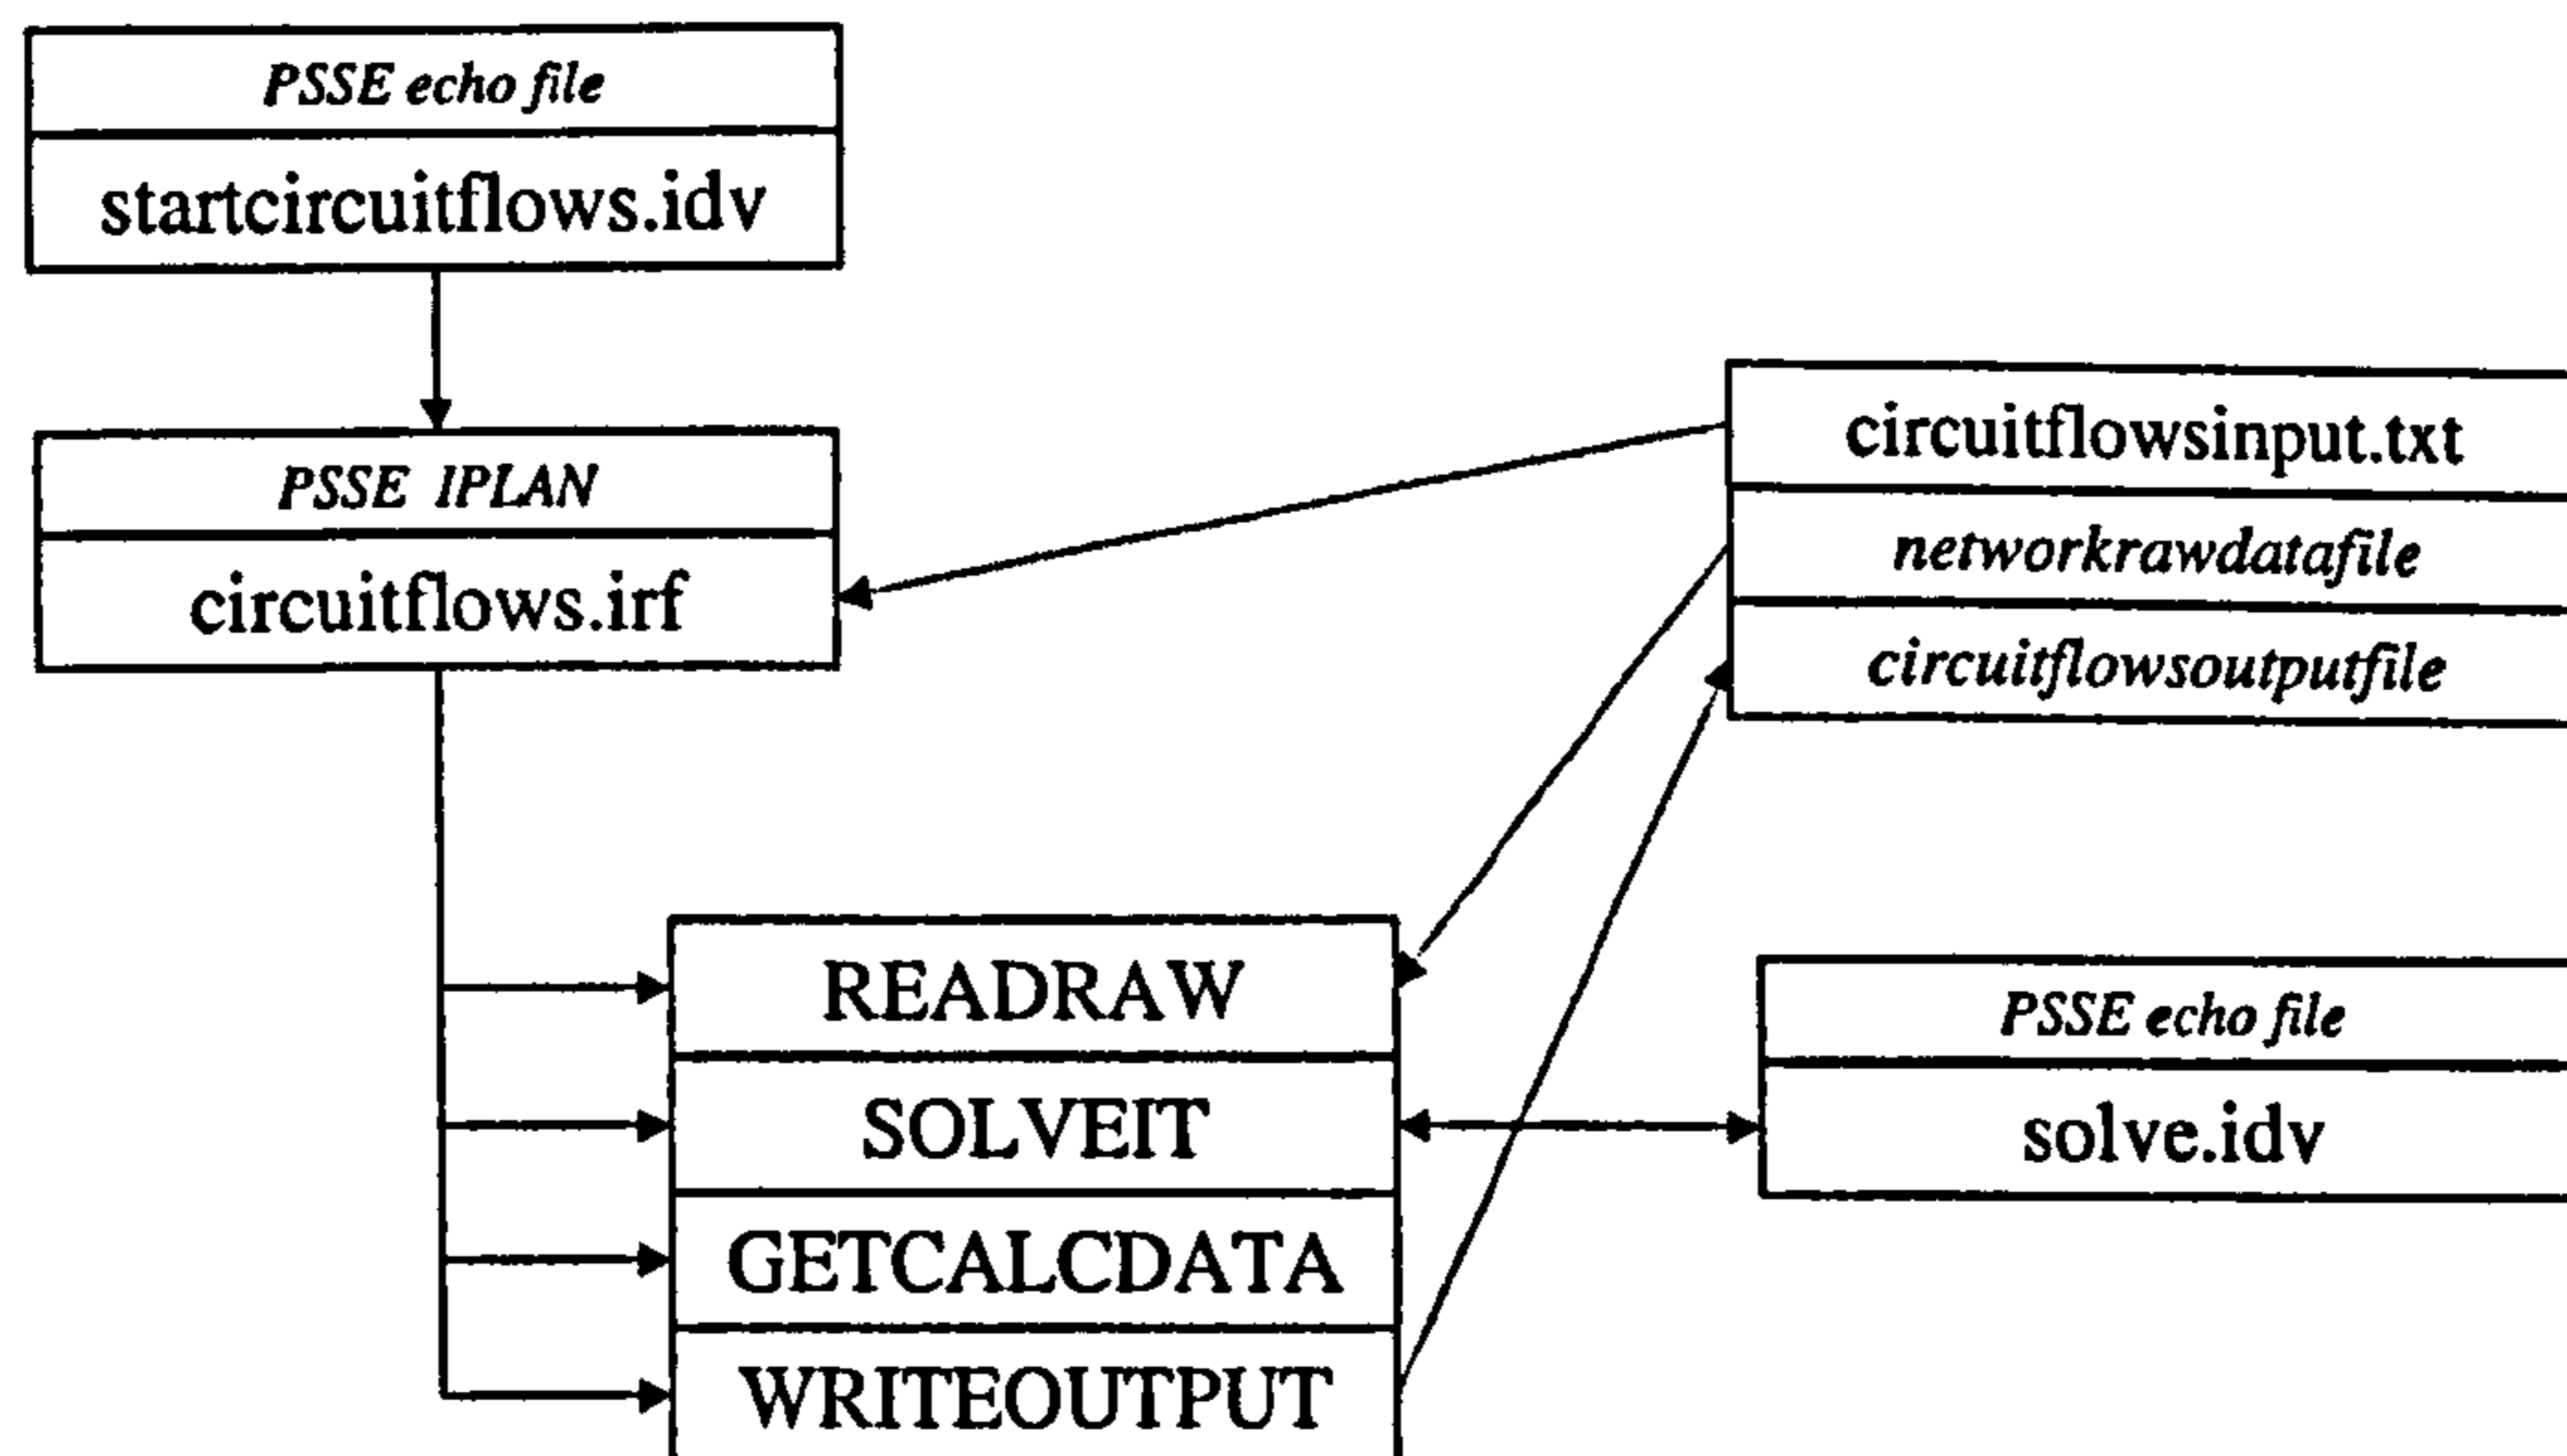 PSSE echo file
startcircuitflows.idv
PSSE IPLAN
circuitflows.irf
circuitflowsinput.txt
networkrawdatafile
circuitflowsoutputfile
READRAW
SOLVEIT
GETCALCDATA
WRITEOUTPUT
PSSE echo file
solve.idv